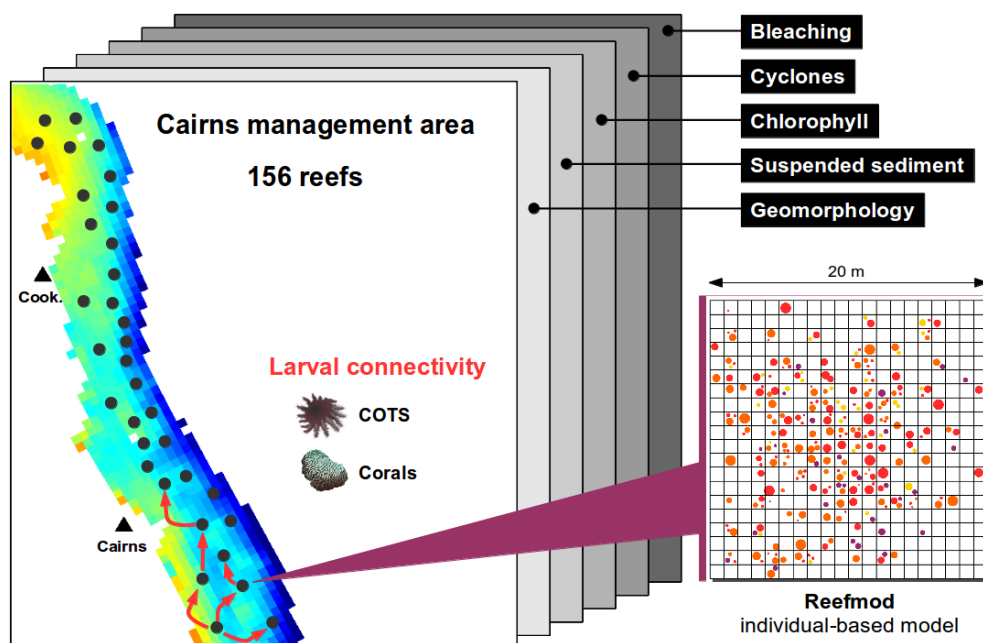 Bleaching
Cyclones
Chlorophyll
Suspended sediment
Geomorphology
Cairns management area
156 reefs
Cook.
Larval connectivity
COTS
Corals
Cairns
20 m
Reefmod
individual-based model